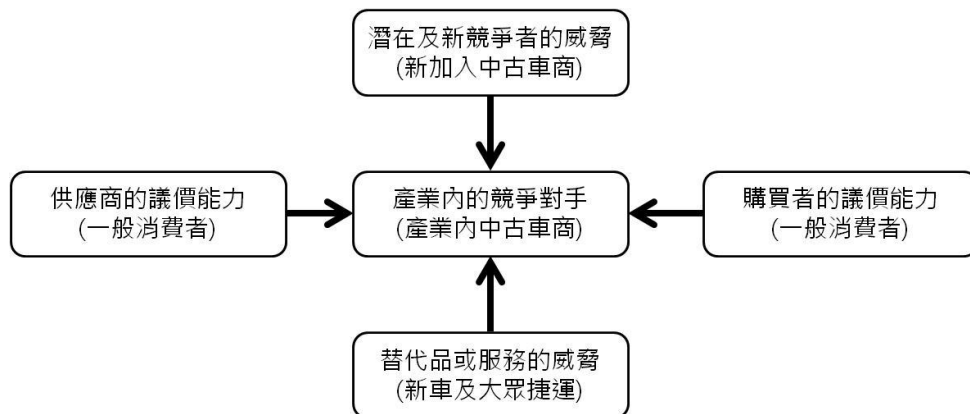 潛在及新競爭者的威脅
(新加入中古車商)
供應商的議價能力
(一般消費者)
產業內的競爭對手
(產業內中古車商)
購買者的議價能力
(一般消費者)
替代品或服務的威脅
(新車及大眾捷運)